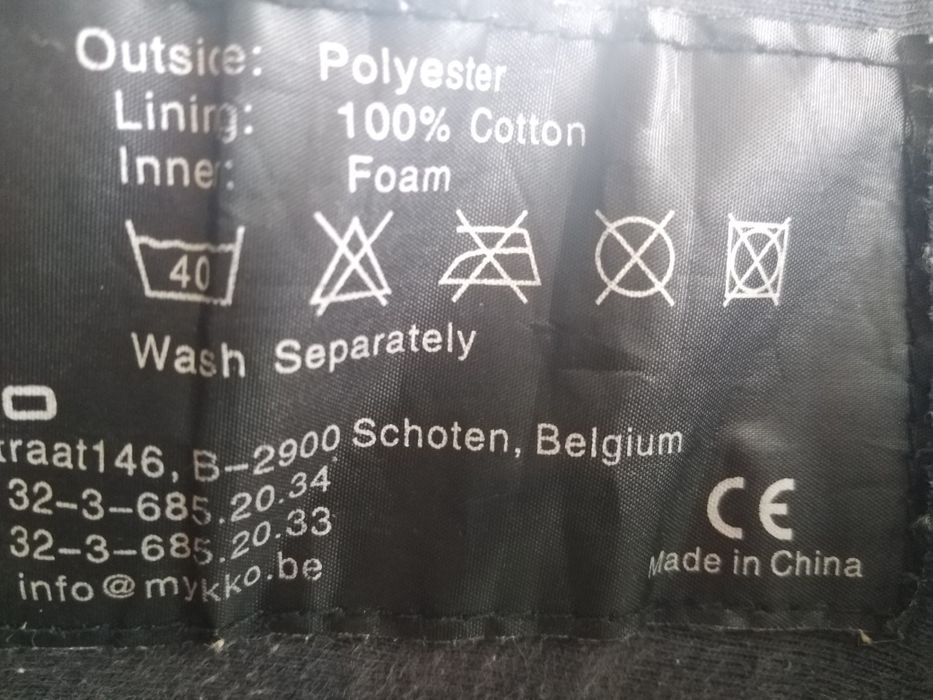 Outside: Polyester
Lining: 100% Cotton
Inner: Foam
40
Wash Separately
O
traat146, B-2900 Schoten, Belgium
32-3-685.20.34
32-3-685.20.33
info@mykko.be
CE
Made in China